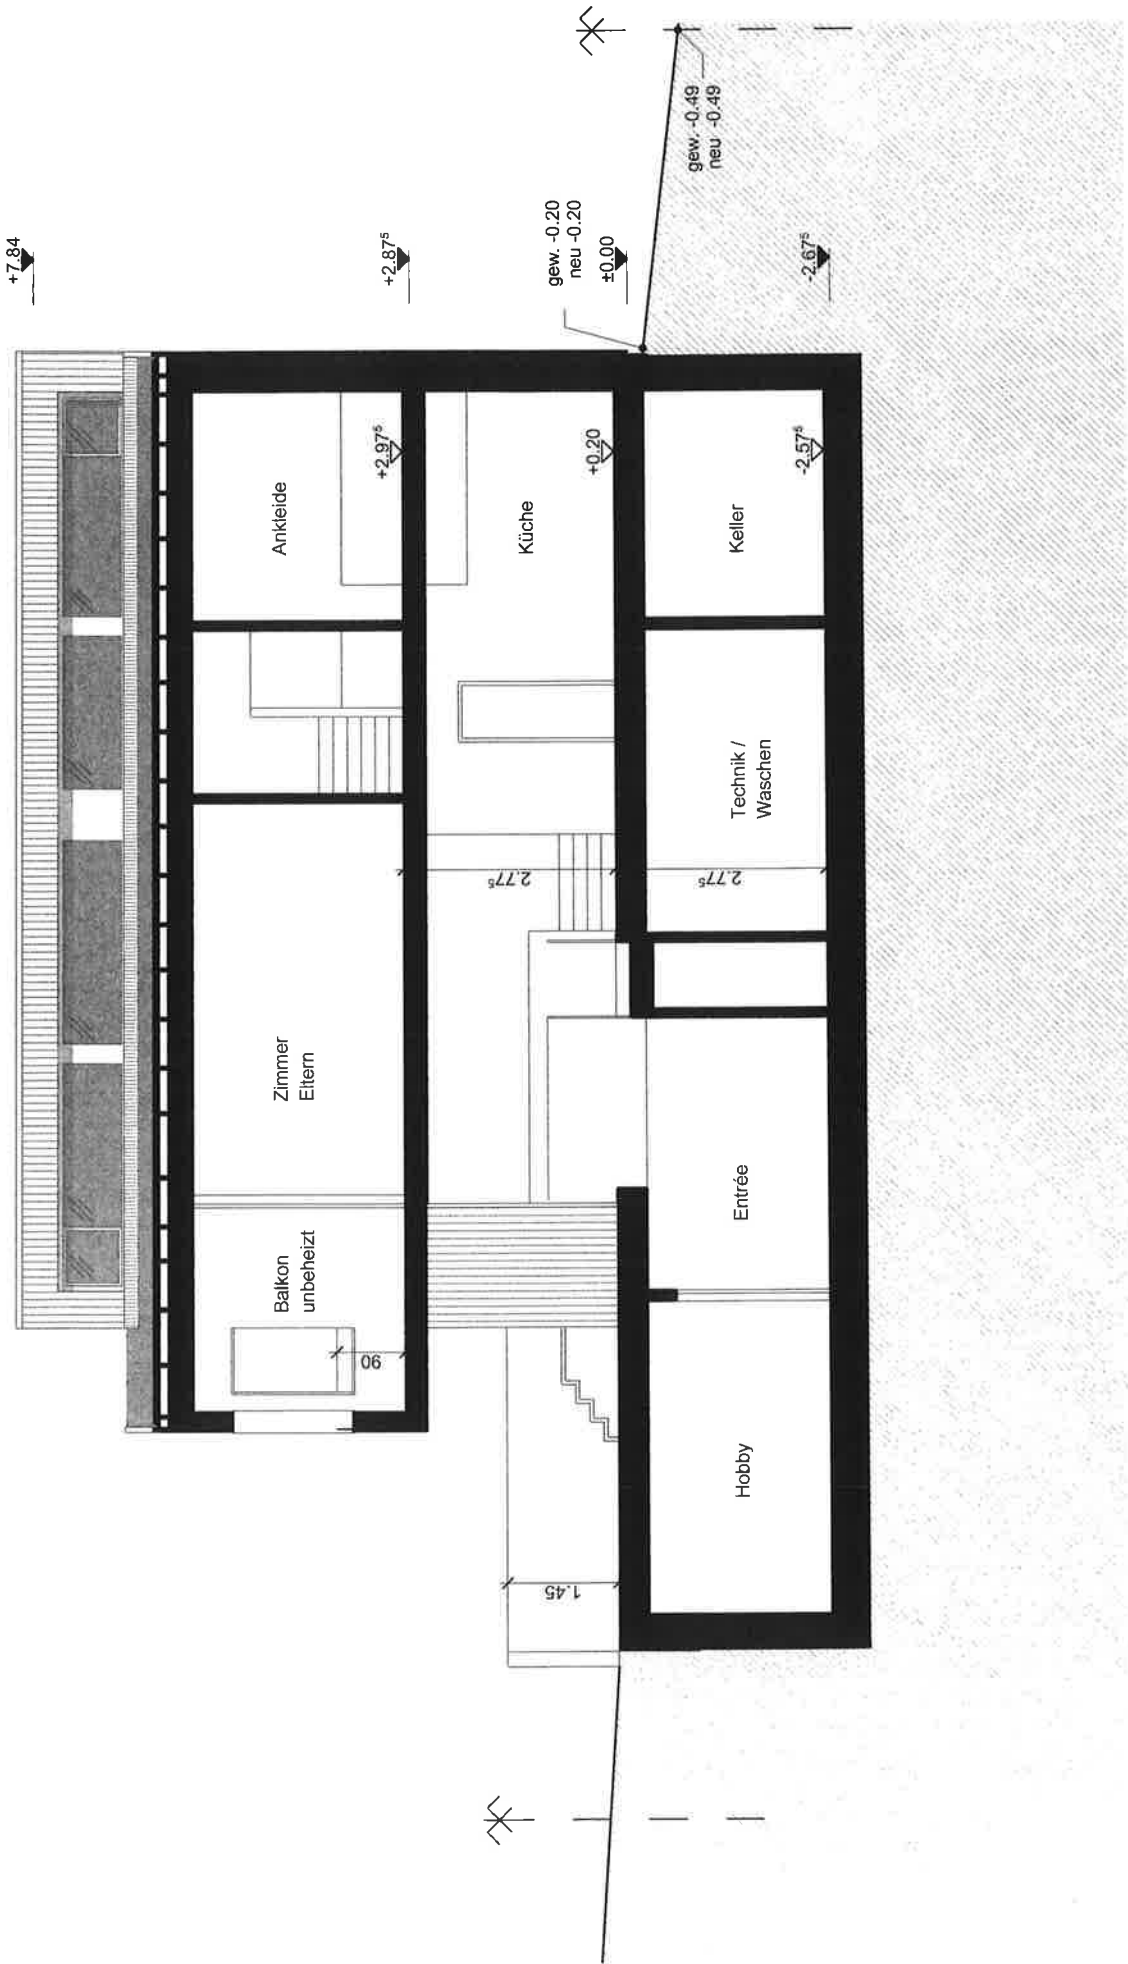 +7.84
+2.87⁵
±0.00
-2.67⁵
gew. -0.20
neu -0.20
gew. -0.49
neu -0.49
Ankleide
+2.97⁵
Zimmer
Eltern
Balkon
unbeheizt
90
Küche
+0.20
2.77⁵
1.45
Keller
-2.57⁵
Technik /
Waschen
2.77⁵
Entrée
Hobby